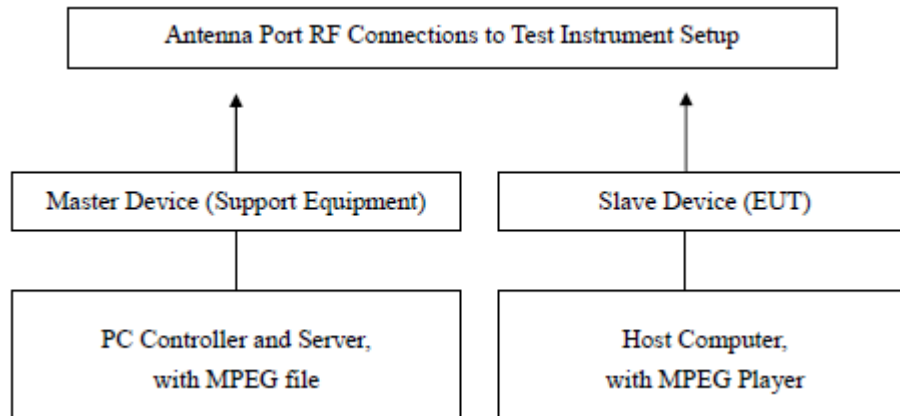 Antenna Port RF Connections to Test Instrument Setup
Master Device (Support Equipment)
Slave Device (EUT)
PC Controller and Server,
with MPEG file
Host Computer,
with MPEG Player